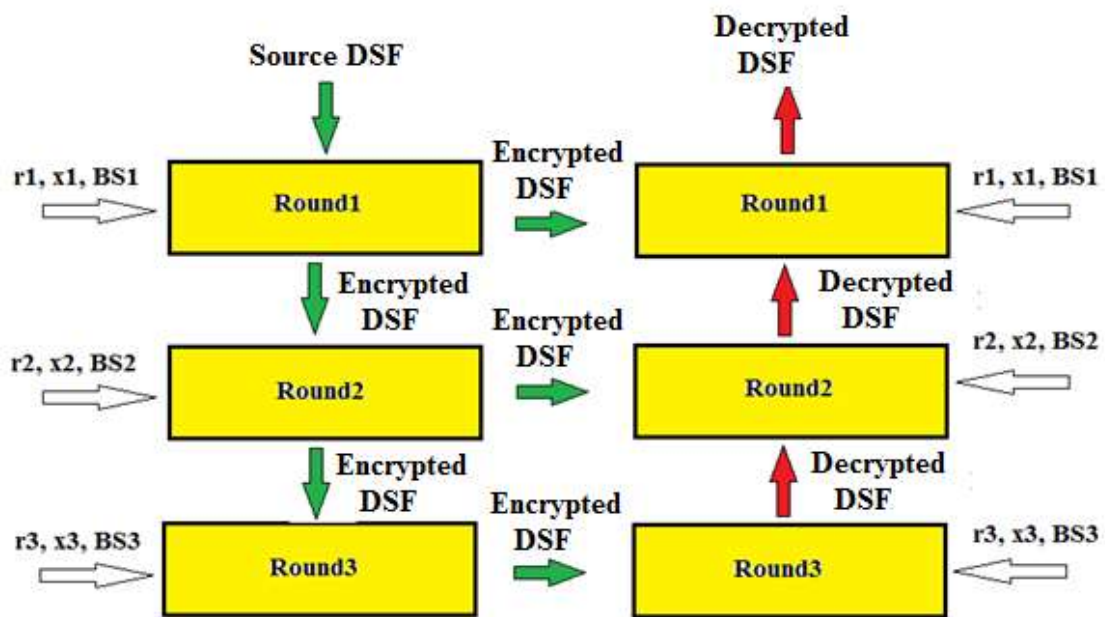 Source DSF
Decrypted
DSF
r1, x1, BS1
Round1
Encrypted
DSF
Round1
r1, x1, BS1
Encrypted
DSF
Decrypted
DSF
r2, x2, BS2
Round2
Encrypted
DSF
Round2
r2, x2, BS2
Encrypted
DSF
Decrypted
DSF
r3, x3, BS3
Round3
Encrypted
DSF
Round3
r3, x3, BS3